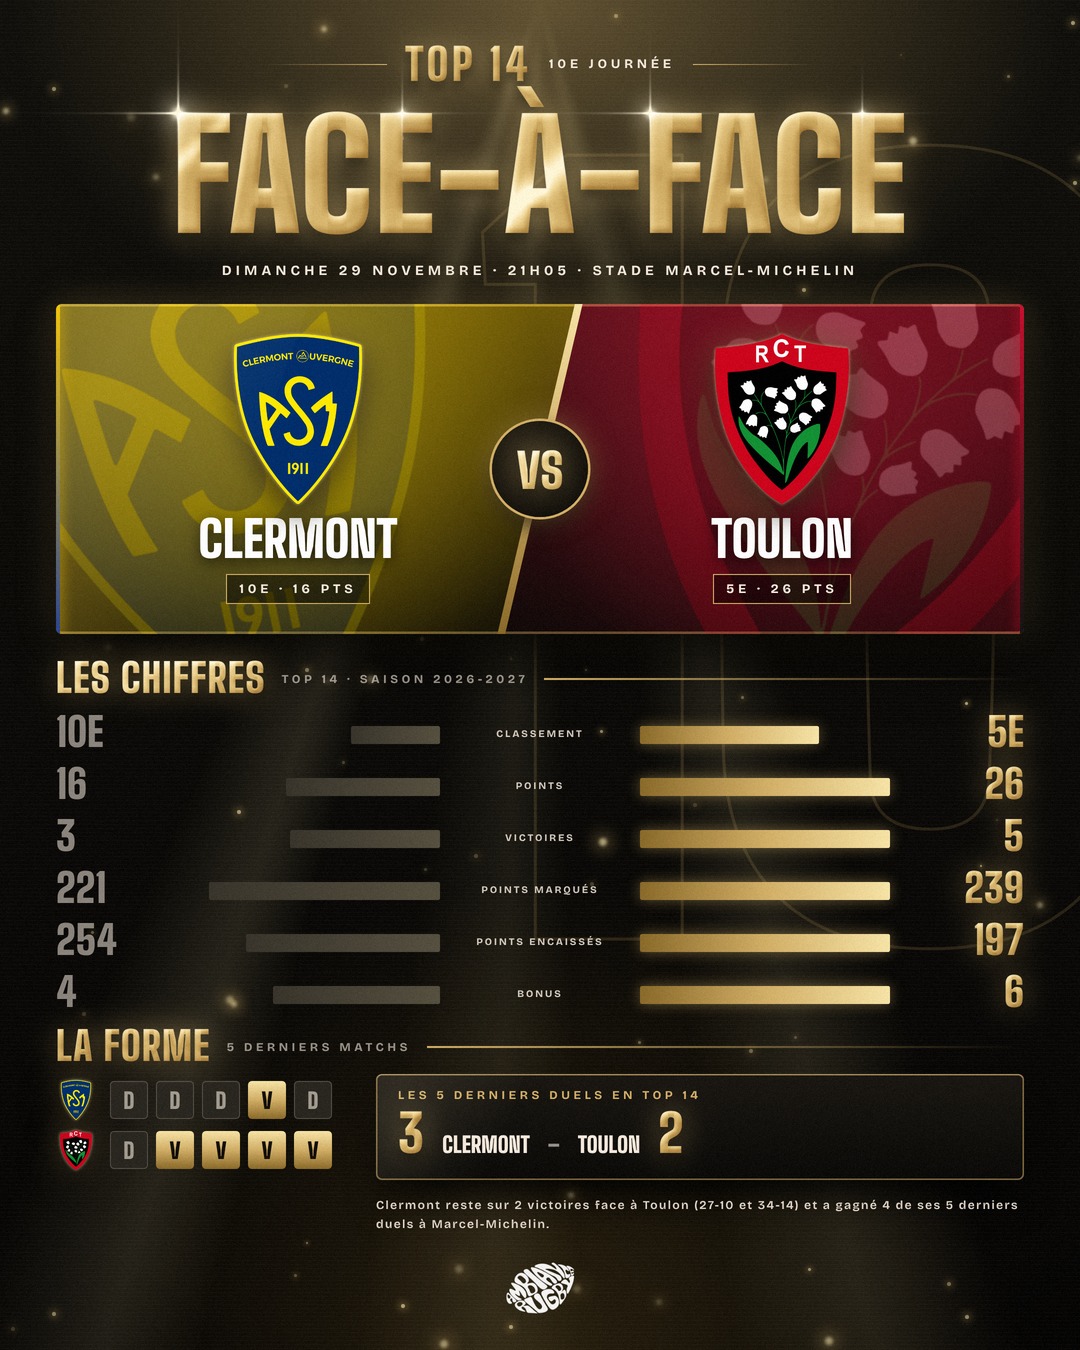 TOP 14 10E JOURNÉE
FACE-À-FACE
DIMANCHE 29 NOVEMBRE · 21H05 · STADE MARCEL-MICHELIN
CLERMONT AUVERGNE
ASM
1911
CLERMONT
10E · 16 PTS
VS
RCT
TOULON
5E · 26 PTS
LES CHIFFRES TOP 14 · SAISON 2026-2027
10E CLASSEMENT 5E
16 POINTS 26
3 VICTOIRES 5
221 POINTS MARQUÉS 239
254 POINTS ENCAISSÉS 197
4 BONUS 6
LA FORME 5 DERNIERS MATCHS
D D D V D
RCT D V V V V
LES 5 DERNIERS DUELS EN TOP 14
3 CLERMONT – TOULON 2
Clermont reste sur 2 victoires face à Toulon (27-10 et 34-14) et a gagné 4 de ses 5 derniers
duels à Marcel-Michelin.
AMBIANCE
RUGBY